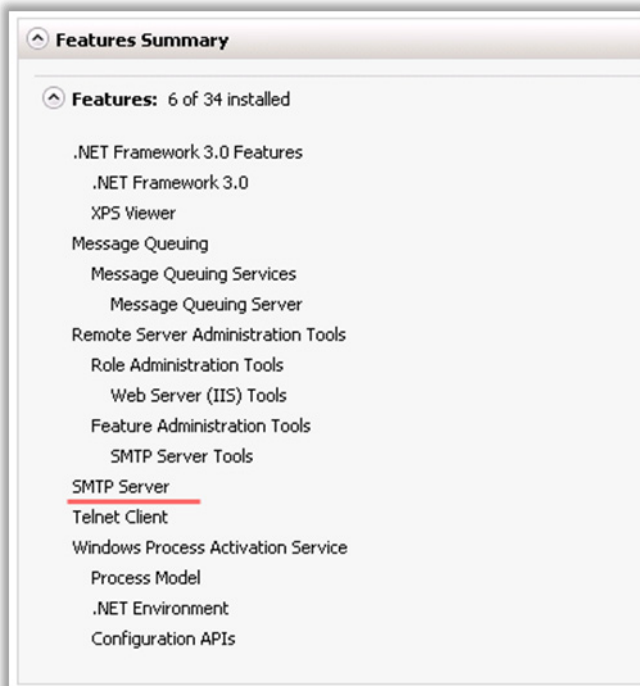 Features Summary
Features: 6 of 34 installed
.NET Framework 3.0 Features
.NET Framework 3.0
XPS Viewer
Message Queuing
Message Queuing Services
Message Queuing Server
Remote Server Administration Tools
Role Administration Tools
Web Server (IIS) Tools
Feature Administration Tools
SMTP Server Tools
SMTP Server
Telnet Client
Windows Process Activation Service
Process Model
.NET Environment
Configuration APIs